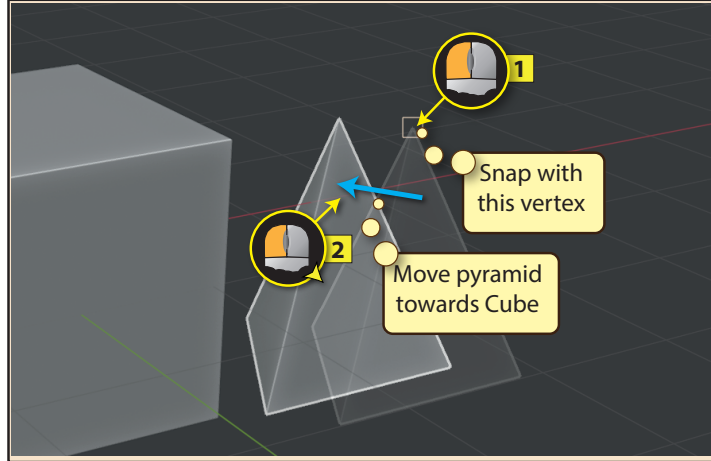 1
Snap with
this vertex
2
Move pyramid
towards Cube